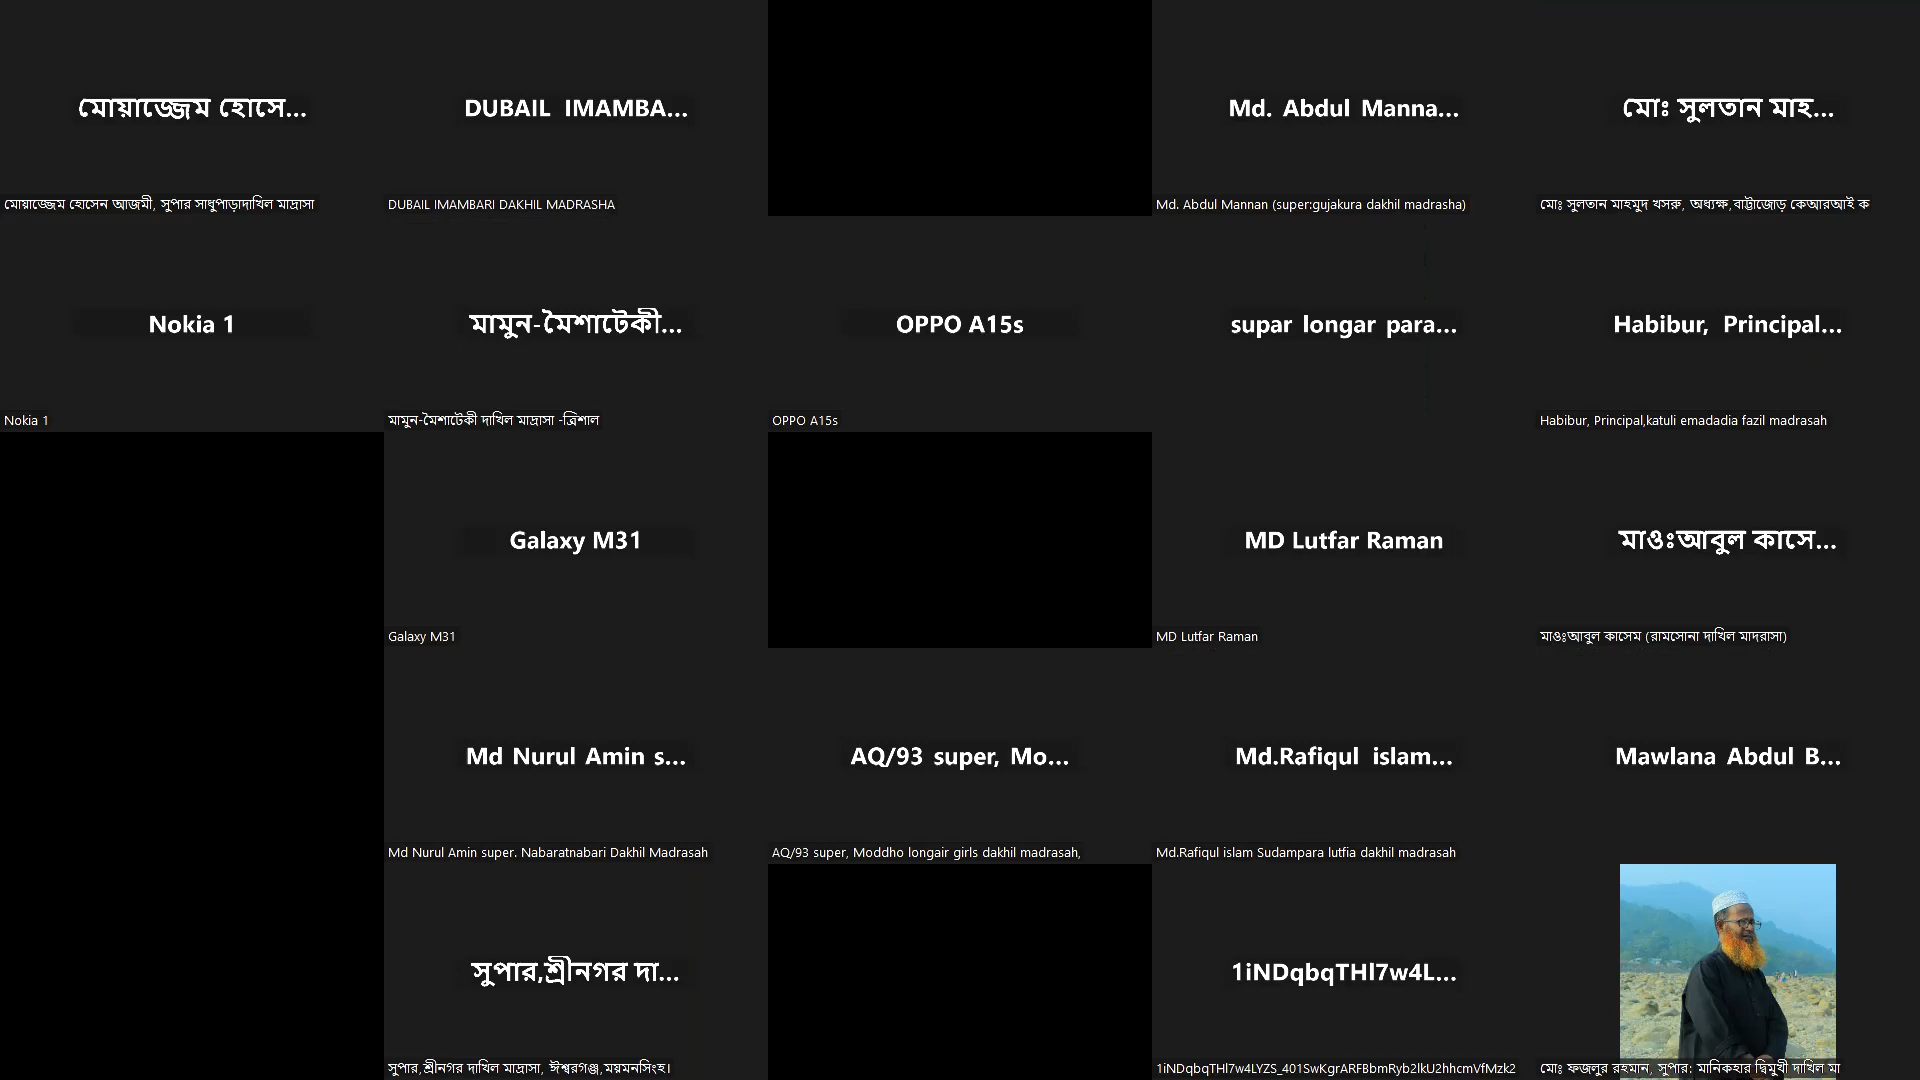 মোয়াজ্জেম হোসে...
DUBAIL IMAMBA...
Md. Abdul Manna...
মোঃ সুলতান মাহ...
মোয়াজ্জেম হোসেন আজমী, সুপার সাধুপাড়াদাখিল মাদ্রাসা
DUBAIL IMAMBARI DAKHIL MADRASHA
Md. Abdul Mannan (super:gujakura dakhil madrasha)
মোঃ সুলতান মাহমুদ খসরু, অধ্যক্ষ,বাট্টাজোড় কেআরআই ক
Nokia 1
মামুন-মৈশাটেকী...
OPPO A15s
supar longar para...
Habibur, Principal...
Nokia 1
মামুন-মৈশাটেকী দাখিল মাদ্রাসা -ত্রিশাল
OPPO A15s
Habibur, Principal,katuli emadadia fazil madrasah
Galaxy M31
MD Lutfar Raman
মাওঃআবুল কাসে...
Galaxy M31
MD Lutfar Raman
মাওঃআবুল কাসেম (রামসোনা দাখিল মাদরাসা)
Md Nurul Amin s...
AQ/93 super, Mo...
Md.Rafiqul islam...
Mawlana Abdul B...
Md Nurul Amin super. Nabaratnabari Dakhil Madrasah
AQ/93 super, Moddho longair girls dakhil madrasah,
Md.Rafiqul islam Sudampara lutfia dakhil madrasah
সুপার,শ্রীনগর দা...
1iNDqbqTHl7w4L...
সুপার,শ্রীনগর দাখিল মাদ্রাসা, ঈশ্বরগঞ্জ,ময়মনসিংহ।
1iNDqbqTHl7w4LYZS_401SwKgrARFBbmRyb2lkU2hhcmVfMzk2
মোঃ ফজলুর রহমান, সুপার: মানিকহার দ্বিমুখী দাখিল মা